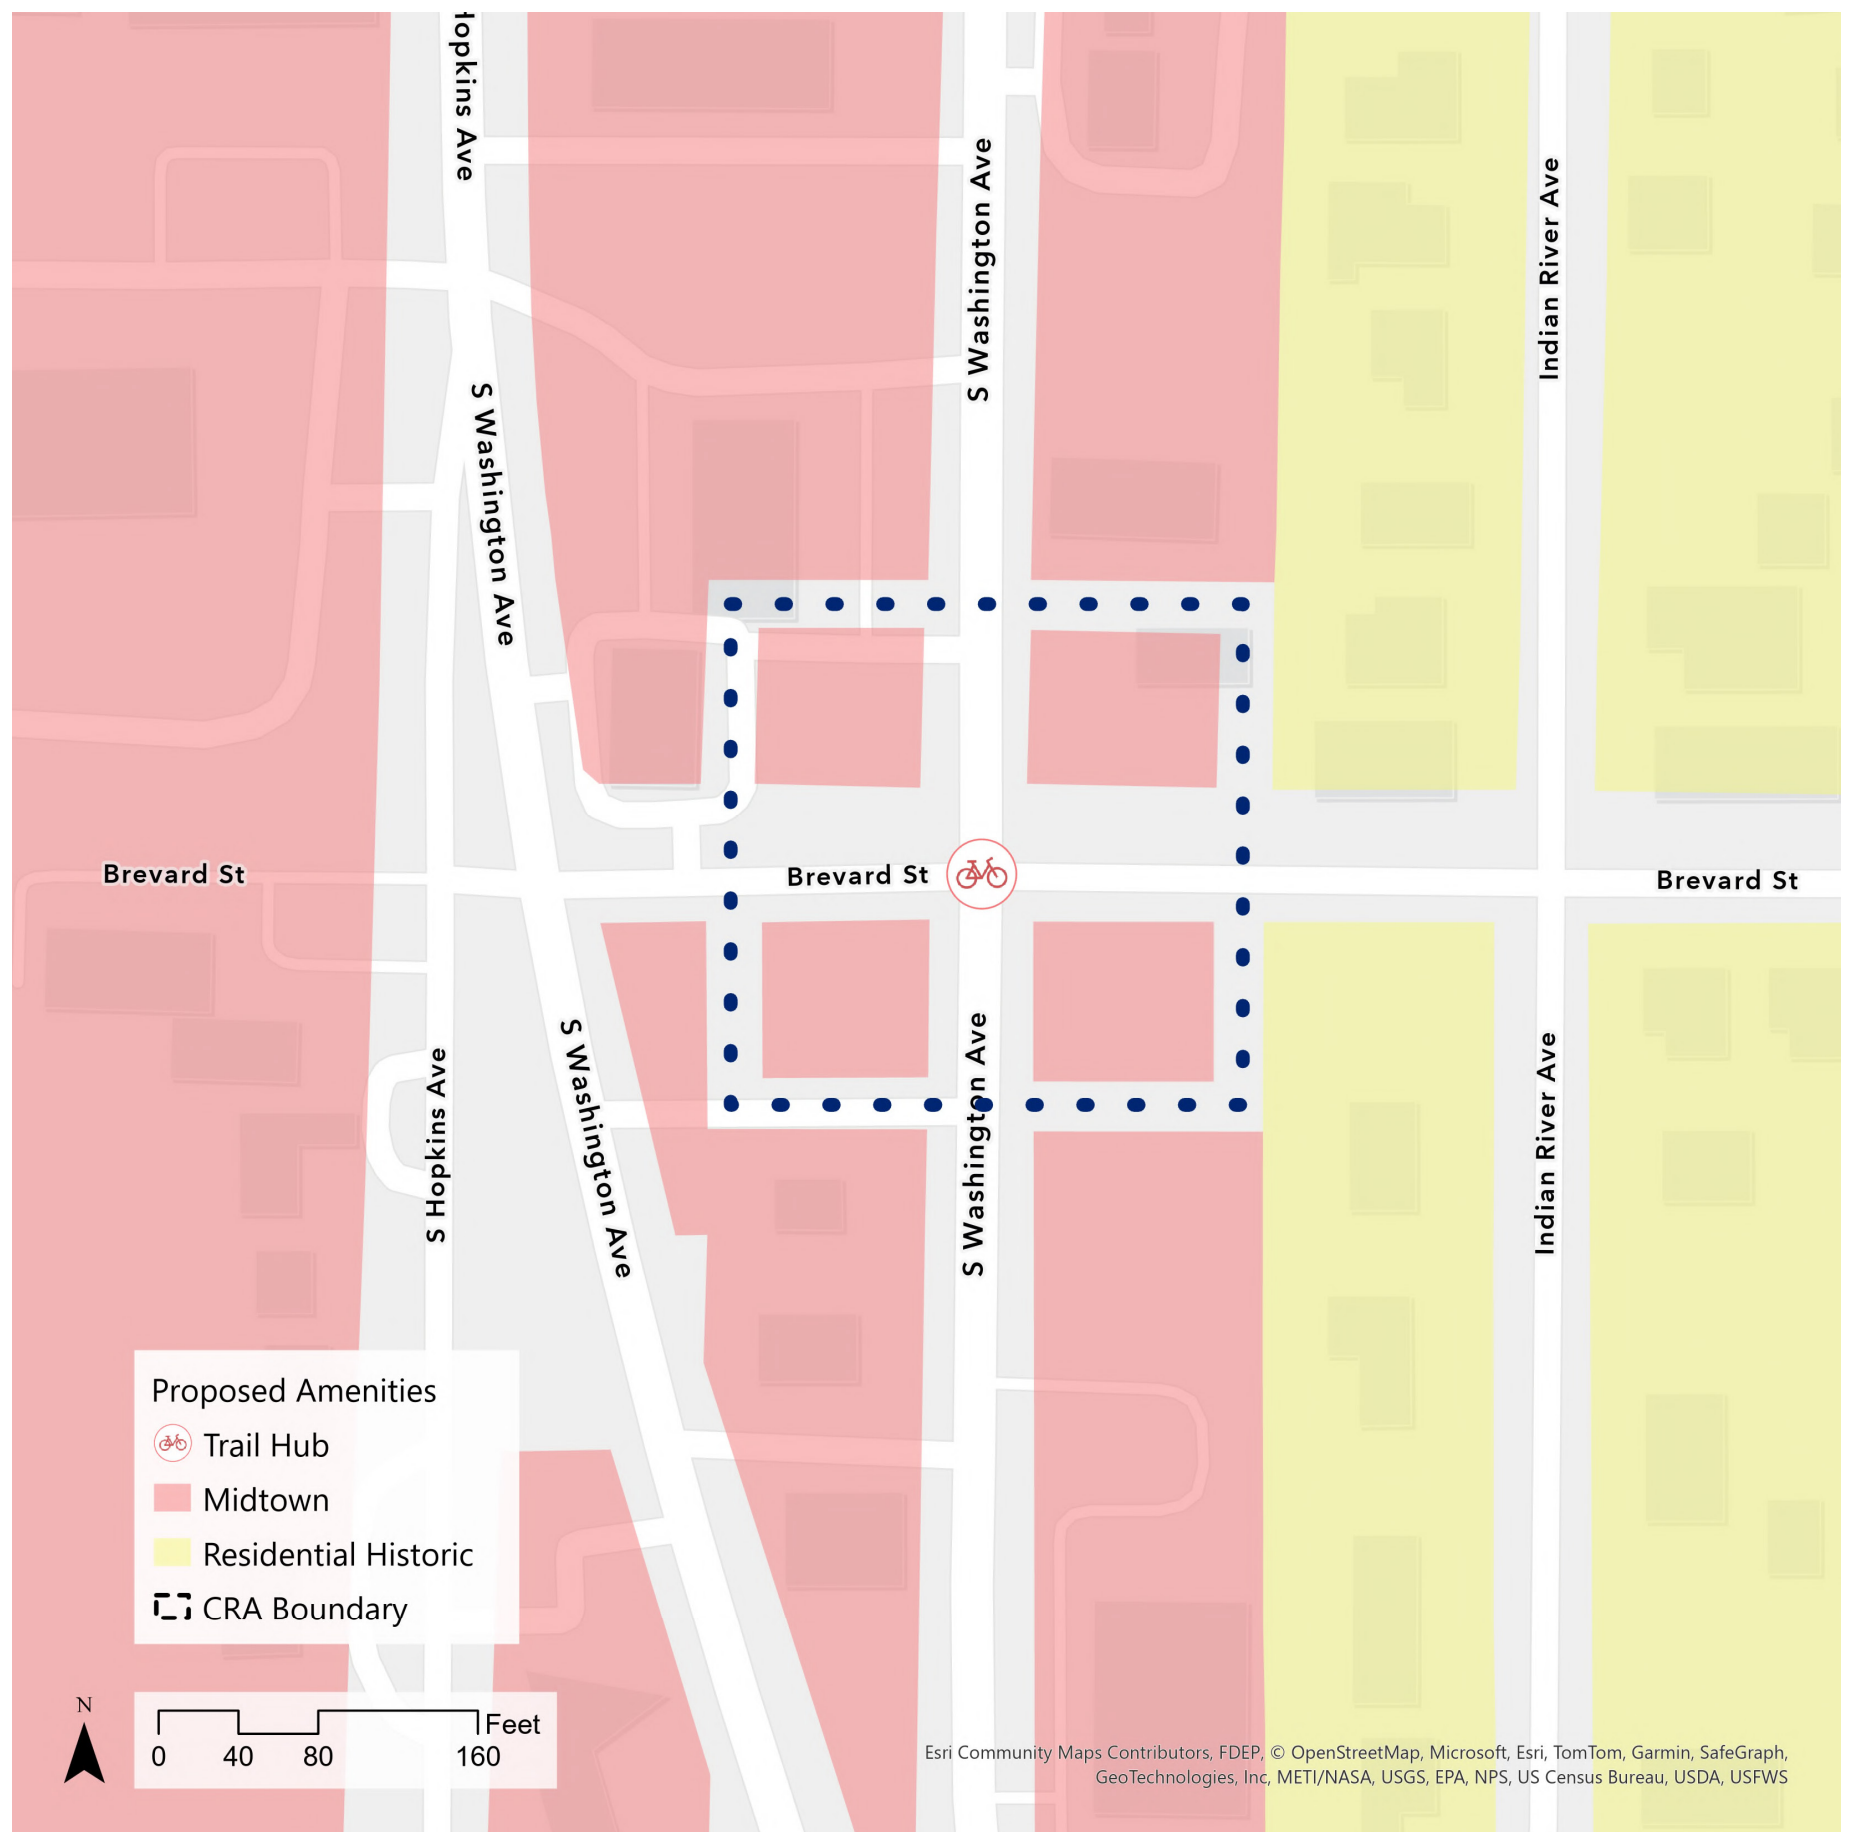 Hopkins Ave
S Washington Ave
Indian River Ave
S Washington Ave
Brevard St
Brevard St
Brevard St
S Hopkins Ave
S Washington Ave
S Washington Ave
Indian River Ave
Proposed Amenities
Trail Hub
Midtown
Residential Historic
CRA Boundary
N
Feet
0 40 80 160
Esri Community Maps Contributors, FDEP, © OpenStreetMap, Microsoft, Esri, TomTom, Garmin, SafeGraph,
GeoTechnologies, Inc, METI/NASA, USGS, EPA, NPS, US Census Bureau, USDA, USFWS